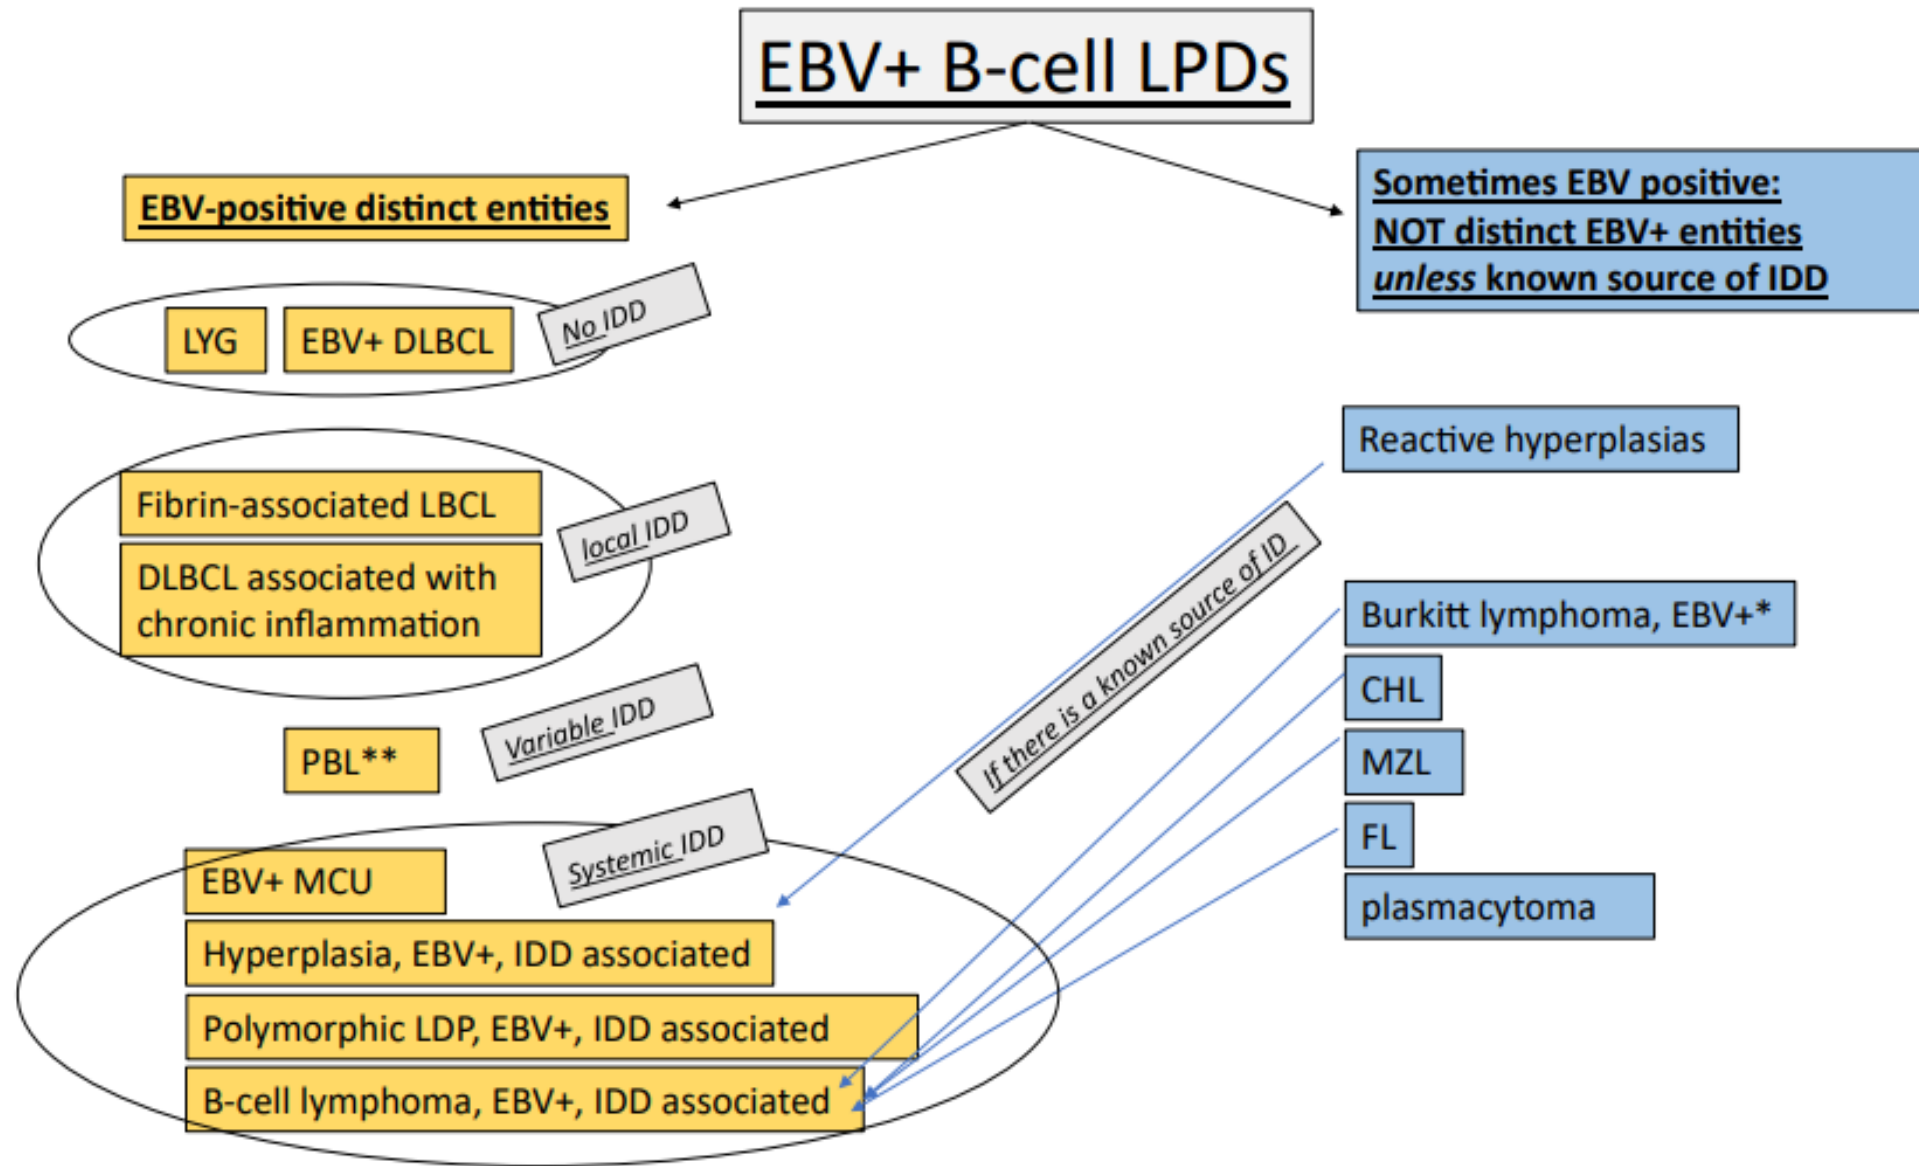 EBV+ B-cell LPDs
EBV-positive distinct entities
Sometimes EBV positive:
NOT distinct EBV+ entities
unless known source of IDD
No IDD
LYG
EBV+ DLBCL
Reactive hyperplasias
local IDD
Fibrin-associated LBCL
DLBCL associated with
chronic inflammation
If there is a known source of ID
Burkitt lymphoma, EBV+*
CHL
MZL
FL
plasmacytoma
Variable IDD
PBL**
Systemic IDD
EBV+ MCU
Hyperplasia, EBV+, IDD associated
Polymorphic LDP, EBV+, IDD associated
B-cell lymphoma, EBV+, IDD associated